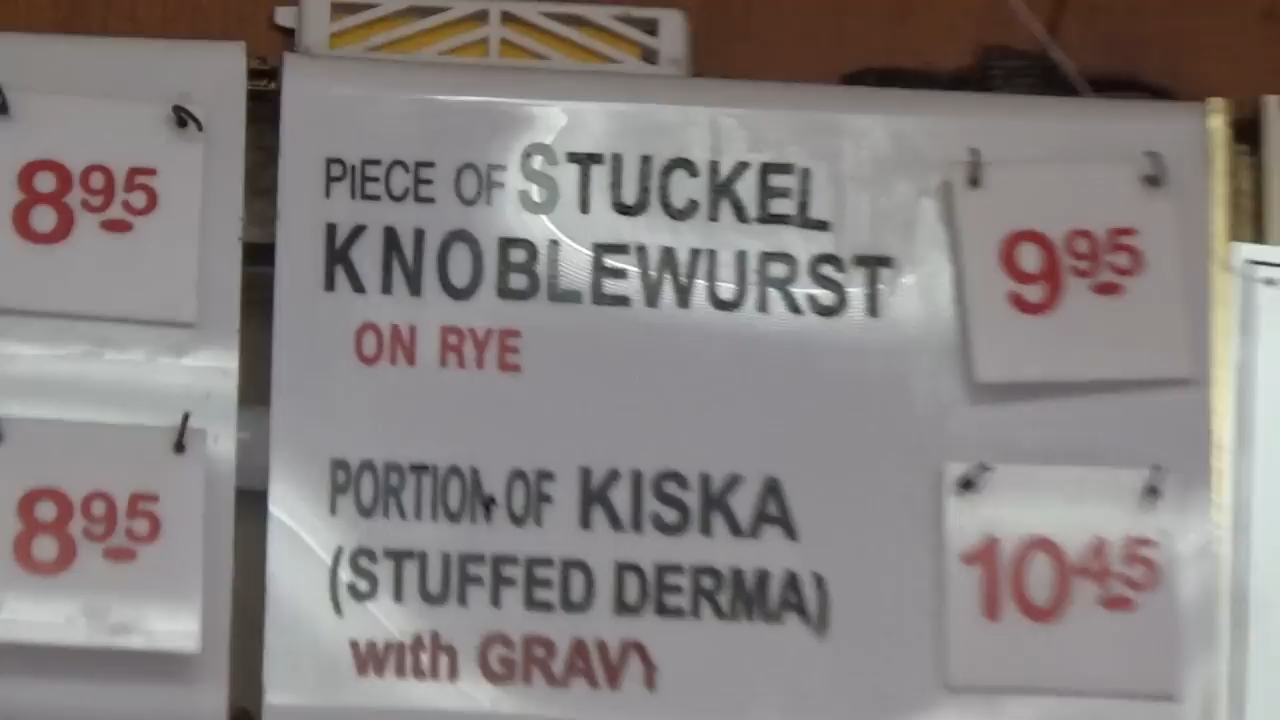 8.95
PIECE OF STUCKEL
KNOBLEWURST
ON RYE
9.95
8.95
PORTION OF KISKA
(STUFFED DERMA)
with GRAVY
10.45